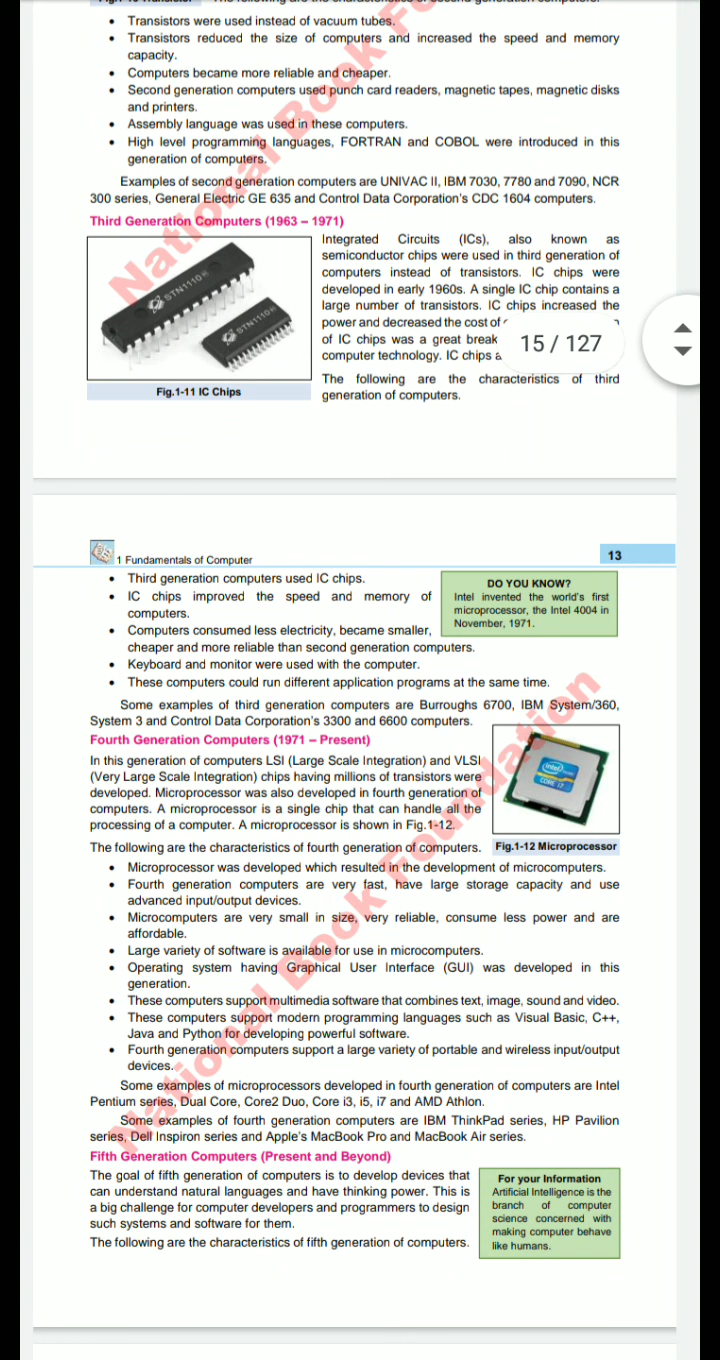 • Transistors were used instead of vacuum tubes.
• Transistors reduced the size of computers and increased the speed and memory
capacity.
• Computers became more reliable and cheaper.
• Second generation computers used punch card readers, magnetic tapes, magnetic disks
and printers.
• Assembly language was used in these computers.
• High level programming languages, FORTRAN and COBOL were introduced in this
generation of computers.
Examples of second generation computers are UNIVAC II, IBM 7030, 7780 and 7090, NCR
300 series, General Electric GE 635 and Control Data Corporation's CDC 1604 computers.
Third Generation Computers (1963 – 1971)
STN1110
STN1110
Fig.1-11 IC Chips
Integrated Circuits (ICs), also known as
semiconductor chips were used in third generation of
computers instead of transistors. IC chips were
developed in early 1960s. A single IC chip contains a
large number of transistors. IC chips increased the
power and decreased the cost of
of IC chips was a great break
computer technology. IC chips
15 / 127
The following are the characteristics of third
generation of computers.
National Book
1 Fundamentals of Computer
13
• Third generation computers used IC chips.
• IC chips improved the speed and memory of
computers.
• Computers consumed less electricity, became smaller,
cheaper and more reliable than second generation computers.
• Keyboard and monitor were used with the computer.
• These computers could run different application programs at the same time.
DO YOU KNOW?
Intel invented the world's first
microprocessor, the Intel 4004 in
November, 1971.
Some examples of third generation computers are Burroughs 6700, IBM System/360,
System 3 and Control Data Corporation's 3300 and 6600 computers.
Fourth Generation Computers (1971 – Present)
In this generation of computers LSI (Large Scale Integration) and VLSI
(Very Large Scale Integration) chips having millions of transistors were
developed. Microprocessor was also developed in fourth generation of
computers. A microprocessor is a single chip that can handle all the
processing of a computer. A microprocessor is shown in Fig.1-12.
intel
CORE i7
Fig.1-12 Microprocessor
The following are the characteristics of fourth generation of computers.
• Microprocessor was developed which resulted in the development of microcomputers.
• Fourth generation computers are very fast, have large storage capacity and use
advanced input/output devices.
• Microcomputers are very small in size, very reliable, consume less power and are
affordable.
• Large variety of software is available for use in microcomputers.
• Operating system having Graphical User Interface (GUI) was developed in this
generation.
• These computers support multimedia software that combines text, image, sound and video.
• These computers support modern programming languages such as Visual Basic, C++,
Java and Python for developing powerful software.
• Fourth generation computers support a large variety of portable and wireless input/output
devices.
Some examples of microprocessors developed in fourth generation of computers are Intel
Pentium series, Dual Core, Core2 Duo, Core i3, i5, i7 and AMD Athlon.
Some examples of fourth generation computers are IBM ThinkPad series, HP Pavilion
series, Dell Inspiron series and Apple's MacBook Pro and MacBook Air series.
Fifth Generation Computers (Present and Beyond)
The goal of fifth generation of computers is to develop devices that
can understand natural languages and have thinking power. This is
a big challenge for computer developers and programmers to design
such systems and software for them.
The following are the characteristics of fifth generation of computers.
For your Information
Artificial Intelligence is the
branch of computer
science concerned with
making computer behave
like humans.
National Book Foundation